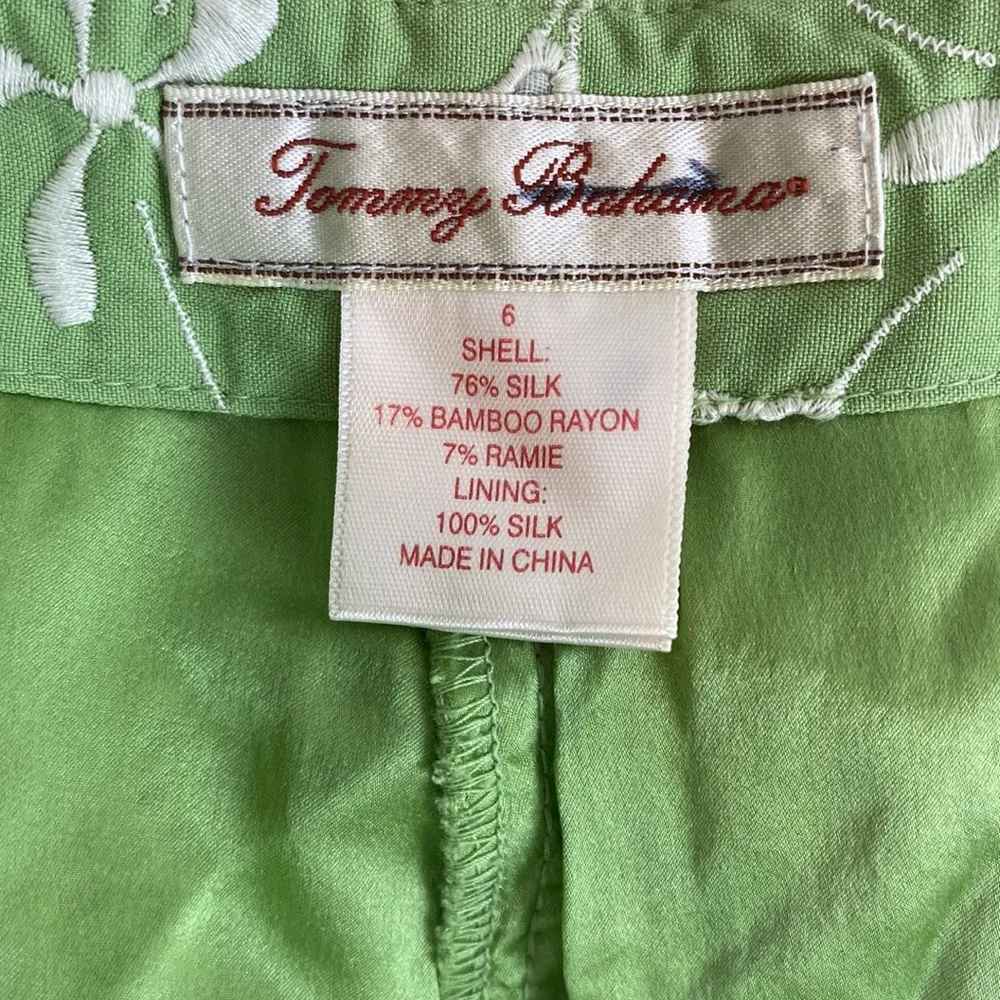 Tommy Bahama®
6
SHELL:
76% SILK
17% BAMBOO RAYON
7% RAMIE
LINING:
100% SILK
MADE IN CHINA